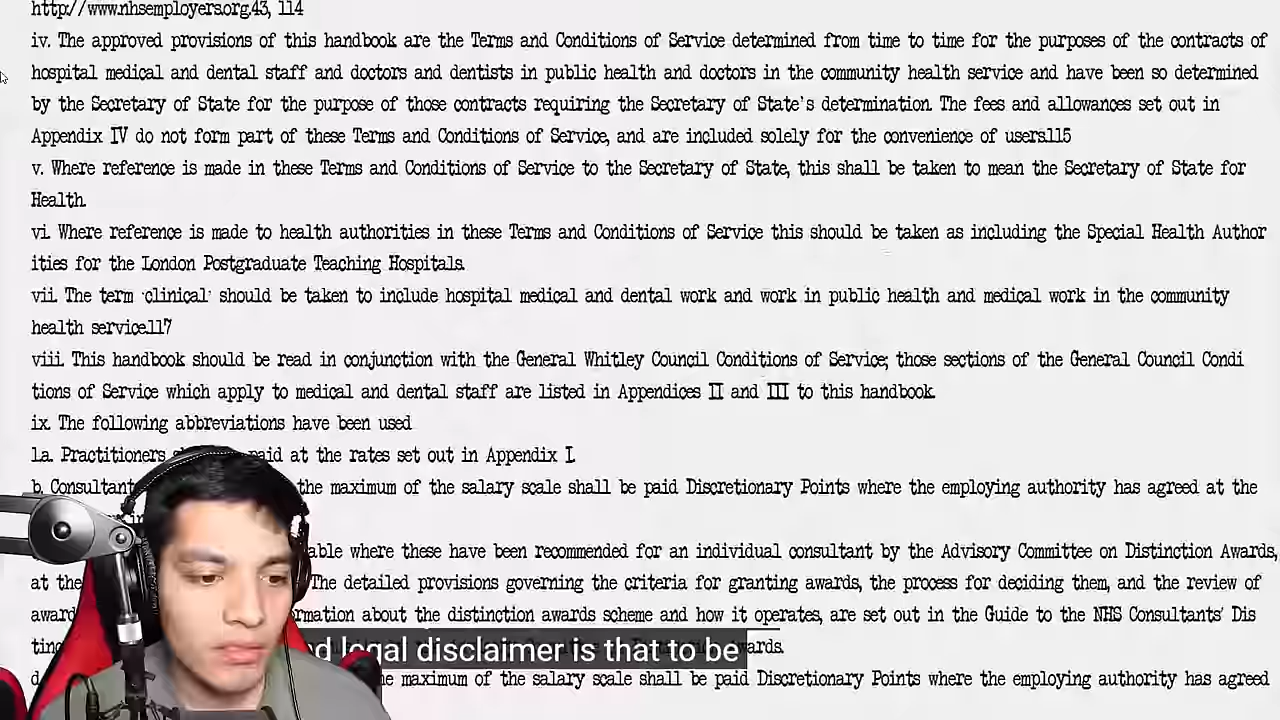 http://www.nhsemployers.org.43, 114
iv. The approved provisions of this handbook are the Terms and Conditions of Service determined from time to time for the purposes of the contracts of
hospital medical and dental staff and doctors and dentists in public health and doctors in the community health service and have been so determined
by the Secretary of State for the purpose of those contracts requiring the Secretary of State's determination. The fees and allowances set out in
Appendix IV do not form part of these Terms and Conditions of Service, and are included solely for the convenience of users.115
v. Where reference is made in these Terms and Conditions of Service to the Secretary of State, this shall be taken to mean the Secretary of State for
Health.
vi. Where reference is made to health authorities in these Terms and Conditions of Service this should be taken as including the Special Health Author
ities for the London Postgraduate Teaching Hospitals.
vii. The term 'clinical' should be taken to include hospital medical and dental work and work in public health and medical work in the community
health service.117
viii. This handbook should be read in conjunction with the General Whitley Council Conditions of Service; those sections of the General Council Condi
tions of Service which apply to medical and dental staff are listed in Appendices II and III to this handbook.
ix. The following abbreviations have been used
1.a. Practitioners paid at the rates set out in Appendix I.
b. Consultant the maximum of the salary scale shall be paid Discretionary Points where the employing authority has agreed at the
able where these have been recommended for an individual consultant by the Advisory Committee on Distinction Awards,
at the The detailed provisions governing the criteria for granting awards, the process for deciding them, and the review of
award rmation about the distinction awards scheme and how it operates, are set out in the Guide to the NHS Consultants' Dis
tinc wards.
d legal disclaimer is that to be
d. he maximum of the salary scale shall be paid Discretionary Points where the employing authority has agreed